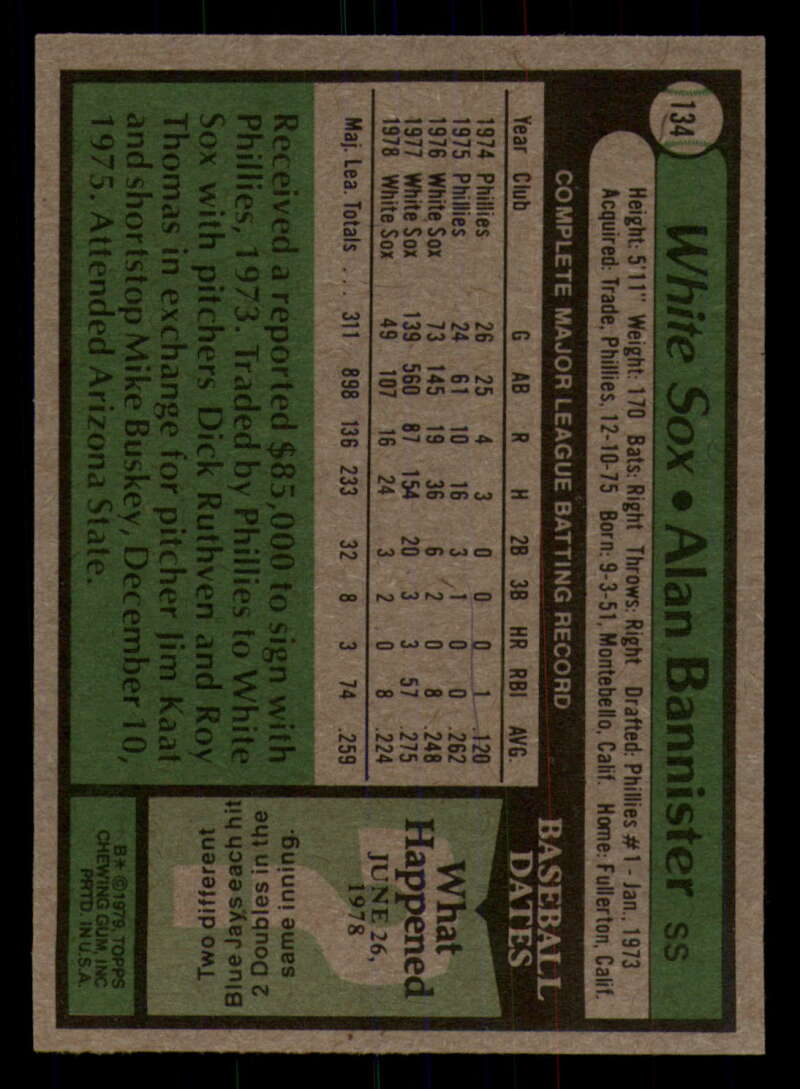 134
White Sox • Alan Bannister SS
Height: 5'11" Weight: 170 Bats: Right Throws: Right Drafted: Phillies #1 - Jan., 1973
Acquired: Trade, Phillies, 12-10-75 Born: 9-3-51, Montebello, Calif. Home: Fullerton, Calif.
COMPLETE MAJOR LEAGUE BATTING RECORD
Year Club G AB R H 2B 3B HR RBI AVG.
1974 Phillies 26 25 4 3 0 0 0 1 .120
1975 Phillies 24 61 10 16 3 1 0 0 .262
1976 White Sox 73 145 19 36 6 2 0 8 .248
1977 White Sox 139 560 87 154 20 3 3 57 .275
1978 White Sox 49 107 16 24 3 2 0 8 .224
Maj. Lea. Totals ... 311 898 136 233 32 8 3 74 .259
Received a reported $85,000 to sign with
Phillies, 1973. Traded by Phillies to White
Sox with pitchers Dick Ruthven and Roy
Thomas in exchange for pitcher Jim Kaat
and shortstop Mike Buskey, December 10,
1975. Attended Arizona State.
BASEBALL
DATES
What
Happened
JUNE 26,
1978
?
Two different
Blue Jays each hit
2 Doubles in the
same inning.
B* ©1979 TOPPS
CHEWING GUM, INC
PRTD. IN U.S.A.